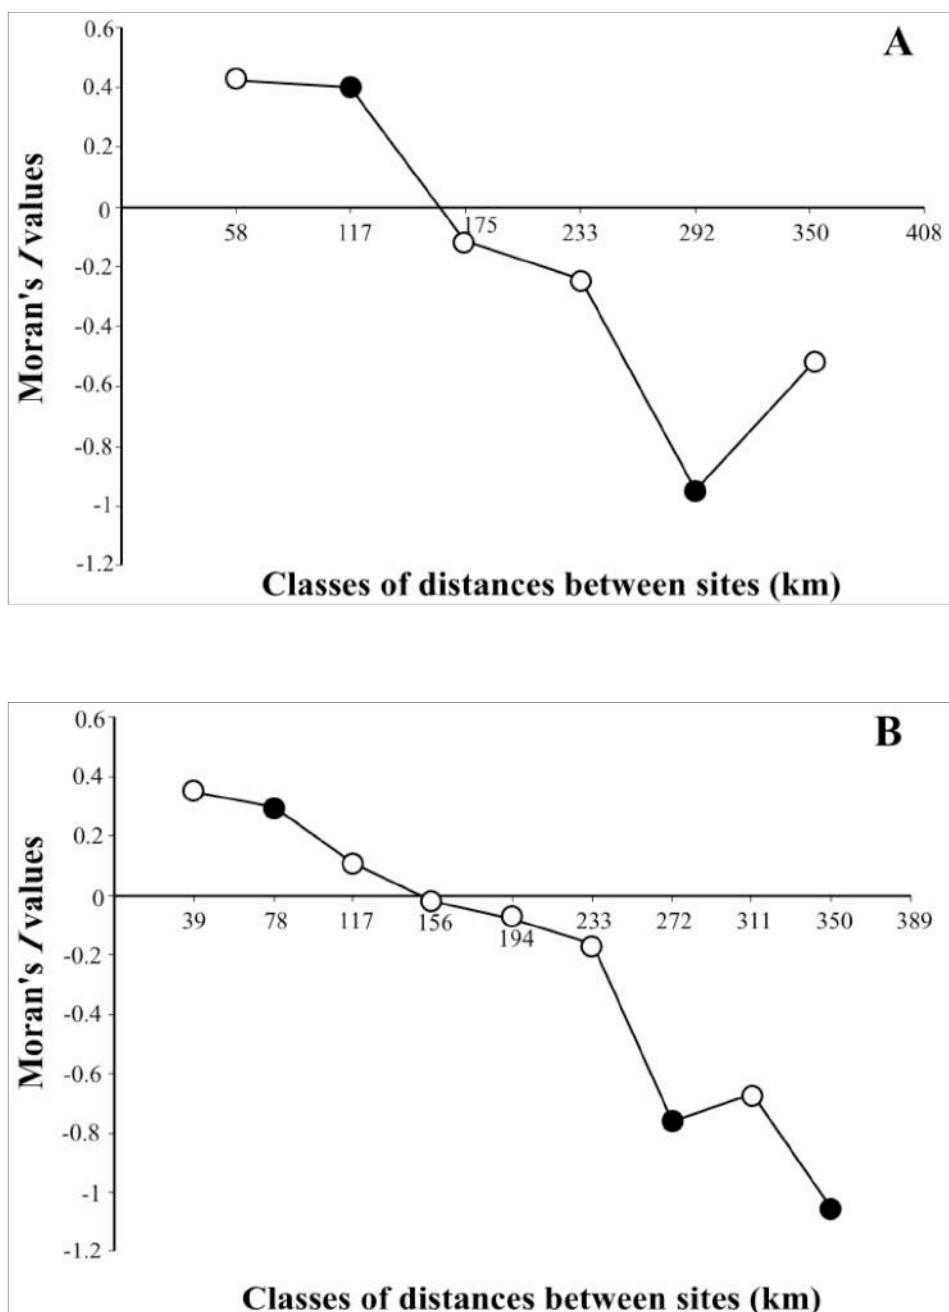 A
0.6
0.4
0.2
0
-0.2
-0.4
-0.6
-0.8
-1
-1.2
58 117 175 233 292 350 408
Moran's I values
Classes of distances between sites (km)
B
0.6
0.4
0.2
0
-0.2
-0.4
-0.6
-0.8
-1
-1.2
39 78 117 156 194 233 272 311 350 389
Moran's I values
Classes of distances between sites (km)